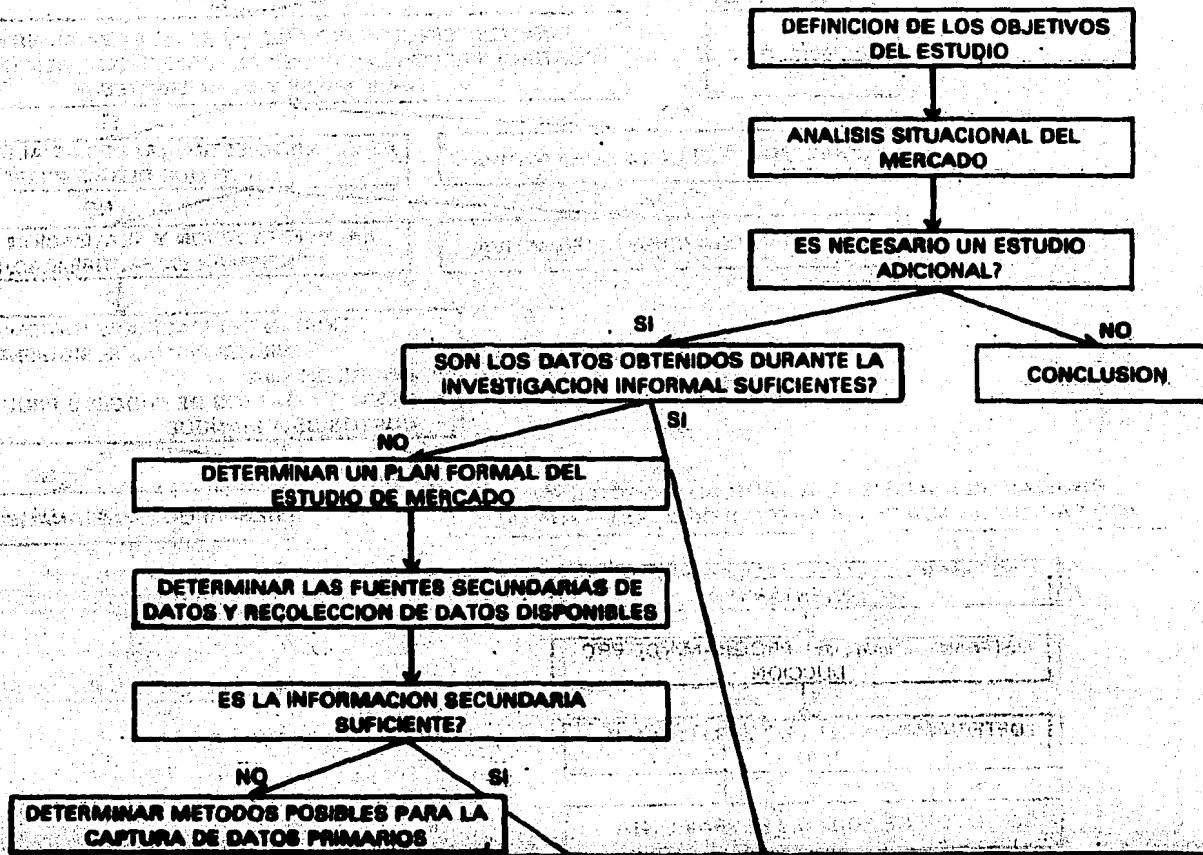 DEFINICION DE LOS OBJETIVOS
DEL ESTUDIO
ANALISIS SITUACIONAL DEL
MERCADO
ES NECESARIO UN ESTUDIO
ADICIONAL?
SI
NO
SON LOS DATOS OBTENIDOS DURANTE LA
INVESTIGACION INFORMAL SUFICIENTES?
CONCLUSION
NO
SI
DETERMINAR UN PLAN FORMAL DEL
ESTUDIO DE MERCADO
DETERMINAR LAS FUENTES SECUNDARIAS DE
DATOS Y RECOLECCION DE DATOS DISPONIBLES
ES LA INFORMACION SECUNDARIA
SUFICIENTE?
NO
SI
DETERMINAR METODOS POSIBLES PARA LA
CAPTURA DE DATOS PRIMARIOS